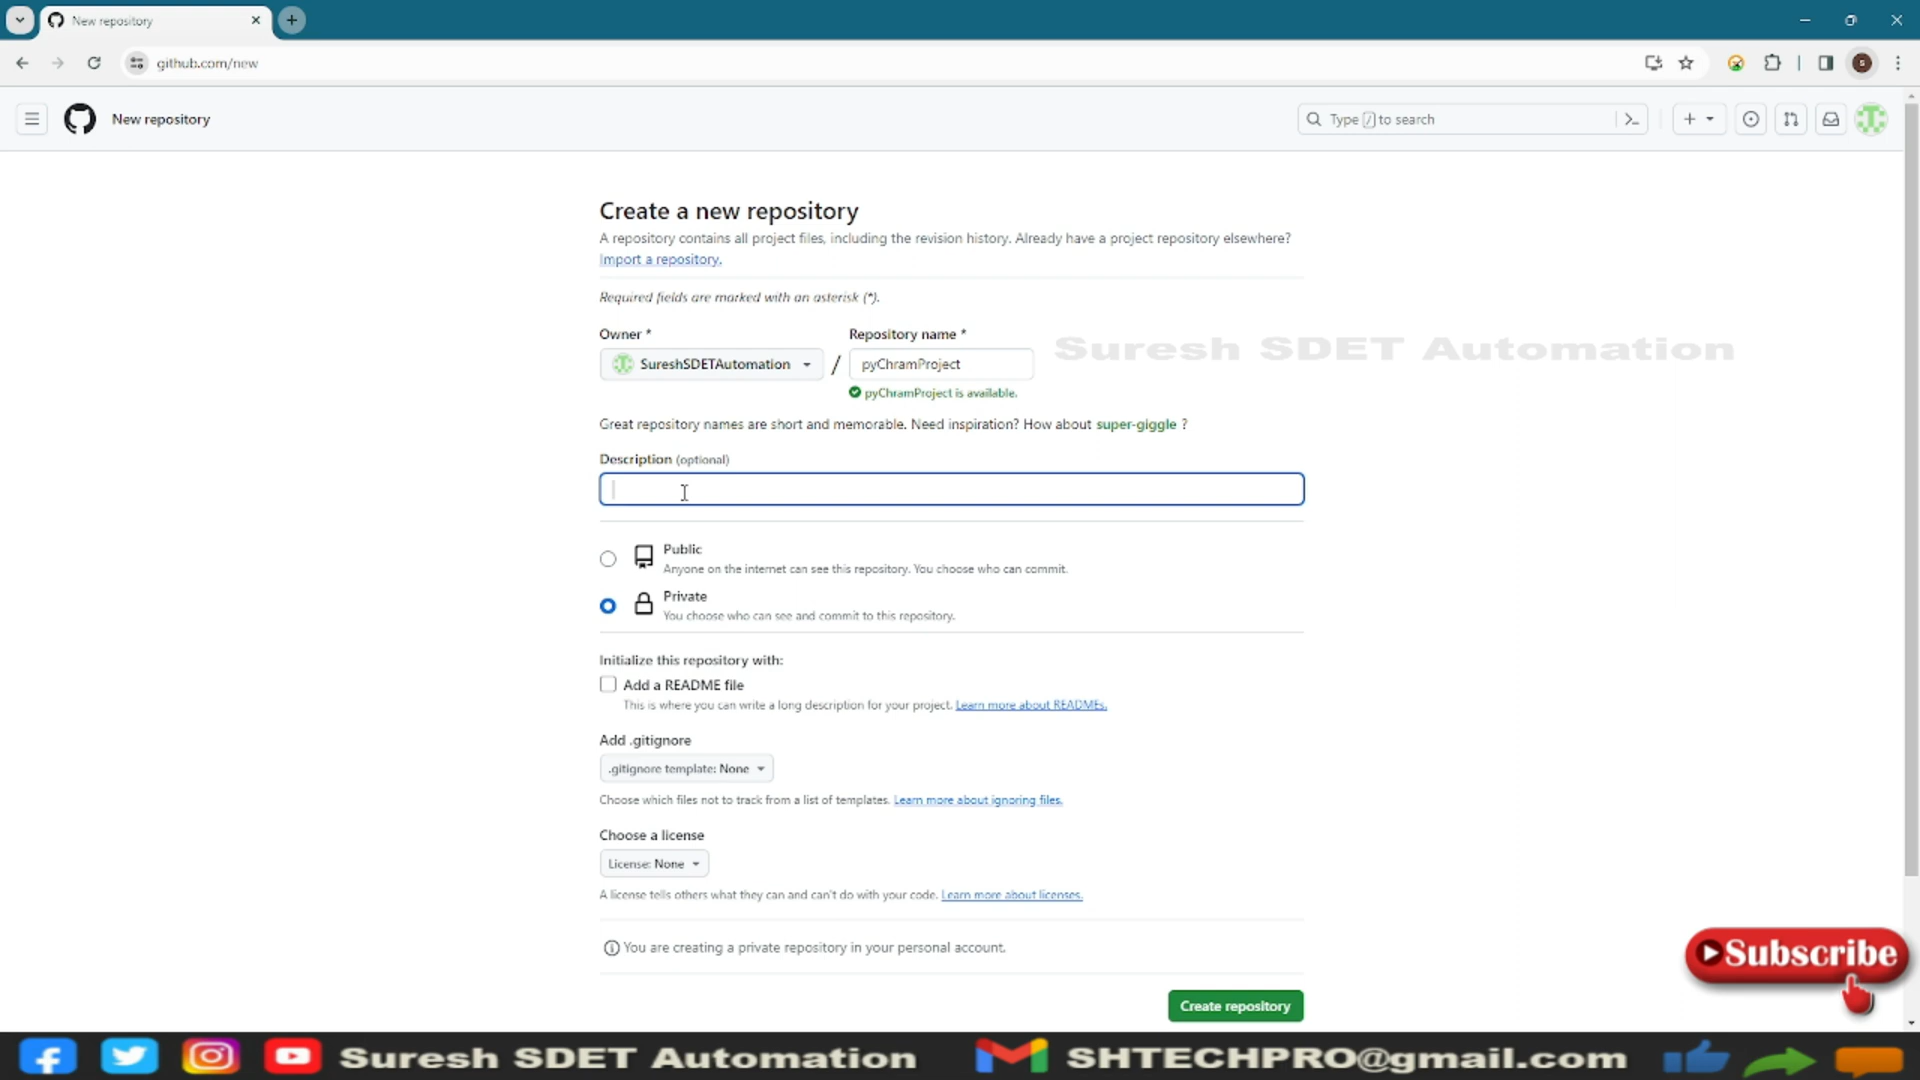 New repository
github.com/new
New repository
Type / to search
Create a new repository
A repository contains all project files, including the revision history. Already have a project repository elsewhere?
Import a repository.
Required fields are marked with an asterisk (*).
Owner * Repository name *
SureshSDETAutomation / pyChramProject
Suresh SDET Automation
pyChramProject is available.
Great repository names are short and memorable. Need inspiration? How about super-giggle ?
Description (optional)
Public
Anyone on the internet can see this repository. You choose who can commit.
Private
You choose who can see and commit to this repository.
Initialize this repository with:
Add a README file
This is where you can write a long description for your project. Learn more about READMEs.
Add .gitignore
.gitignore template: None
Choose which files not to track from a list of templates. Learn more about ignoring files.
Choose a license
License: None
A license tells others what they can and can't do with your code. Learn more about licenses.
You are creating a private repository in your personal account.
Subscribe
Create repository
Suresh SDET Automation SHTECHPRO@gmail.com